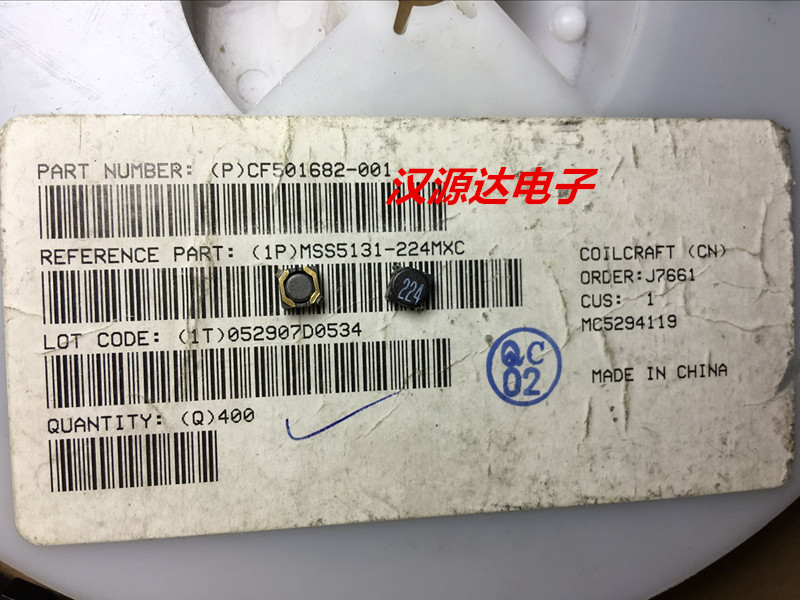 PART NUMBER: (P)CF501682-001
汉源达电子
REFERENCE PART: (1P)MSS5131-224MXC
COILCRAFT (CN)
ORDER:J7661
CUS: 1
MC5294119
224
LOT CODE: (1T)052907D0534
QC
02
MADE IN CHINA
QUANTITY: (Q)400